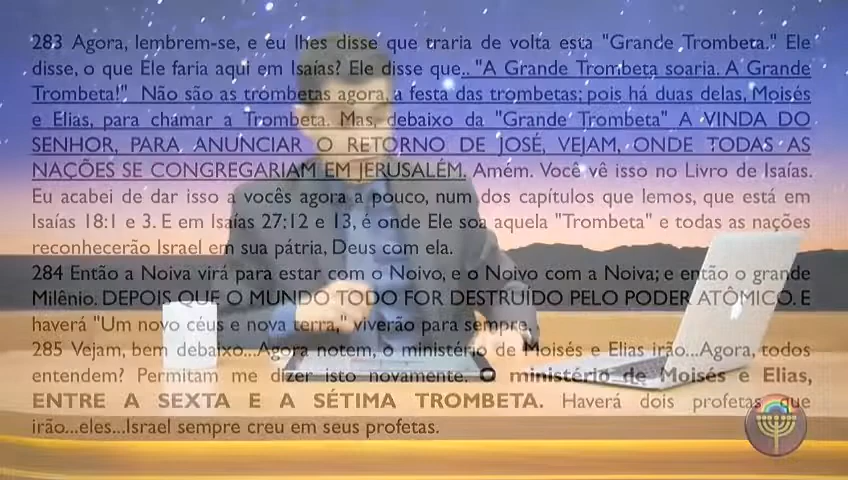 283 Agora, lembrem-se, e eu lhes disse que traria de volta esta "Grande Trombeta." Ele
disse, o que Ele faria aqui em Isaías? Ele disse que.. "A Grande Trombeta soaria. A Grande
Trombeta!" Não são as trombetas agora, a festa das trombetas; pois há duas delas, Moisés
e Elias, para chamar a Trombeta. Mas, debaixo da "Grande Trombeta" A VINDA DO
SENHOR, PARA ANUNCIAR O RETORNO DE JOSÉ, VEJAM, ONDE TODAS AS
NAÇÕES SE CONGREGARIAM EM JERUSALÉM. Amém. Você vê isso no Livro de Isaías.
Eu acabei de dar isso a vocês agora a pouco, num dos capítulos que lemos, que está em
Isaías 18:1 e 3. E em Isaías 27:12 e 13, é onde Ele soa aquela "Trombeta" e todas as nações
reconhecerão Israel em sua pátria, Deus com ela.
284 Então a Noiva virá para estar com o Noivo, e o Noivo com a Noiva; e então o grande
Milênio. DEPOIS QUE O MUNDO TODO FOR DESTRUÍDO PELO PODER ATÔMICO. E
haverá "Um novo céus e nova terra," viverão para sempre.
285 Vejam, bem debaixo...Agora notem, o ministério de Moisés e Elias irão...Agora, todos
entendem? Permitam me dizer isto novamente. O ministério de Moisés e Elias,
ENTRE A SEXTA E A SÉTIMA TROMBETA. Haverá dois profetas que
irão...eles...Israel sempre creu em seus profetas.